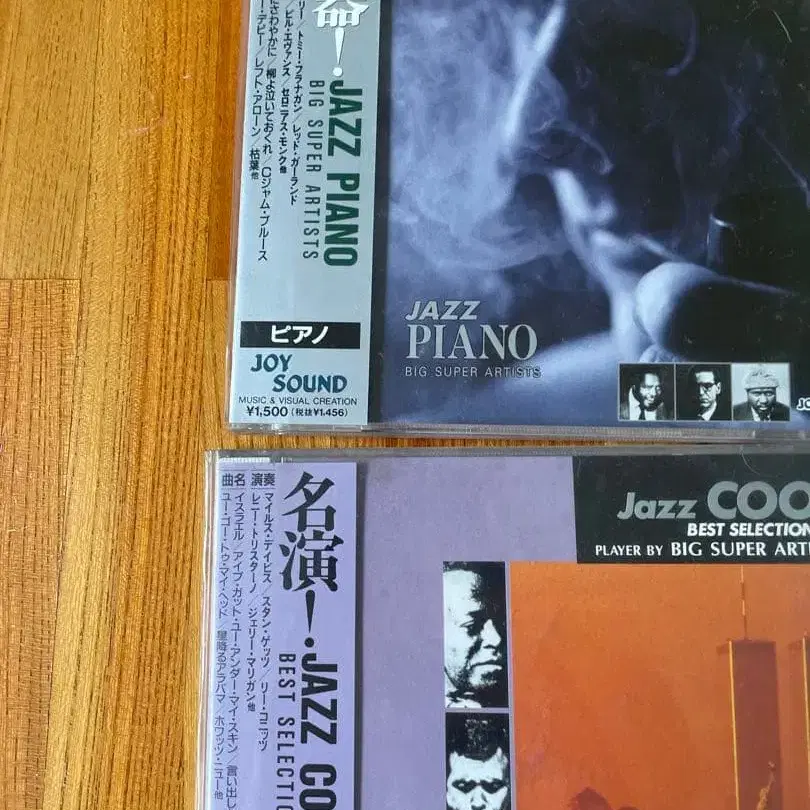 命!
JAZZ PIANO
BIG SUPER ARTISTS
リー/トミー・フラナガン/レッド・ガーランド
/ビル・エヴァンス/セロニアス・モンク他
にさわやかに/柳よ泣いておくれ/Cジャム・ブルース
ー・デビー/レフト・アローン/枯葉他
ピアノ
JOY
SOUND
MUSIC & VISUAL CREATION
¥1,500(税抜¥1,456)
JAZZ
PIANO
BIG SUPER ARTISTS
JO
名演!
JAZZ CO
BEST SELECTIO
演奏
マイルス・デイビス/スタン・ゲッツ/リー・コニッツ
レニー・トリスターノ/ジェリー・マリガン他
曲名
イスラエル/アイブ・ガット・ユー・アンダー・マイ・スキン/言い出し
ユー・ゴー・トゥ・マイ・ヘッド/星降るアラバマ/ホワッツ・ニュー他
Jazz COO
BEST SELECTION
PLAYER BY BIG SUPER ARTI